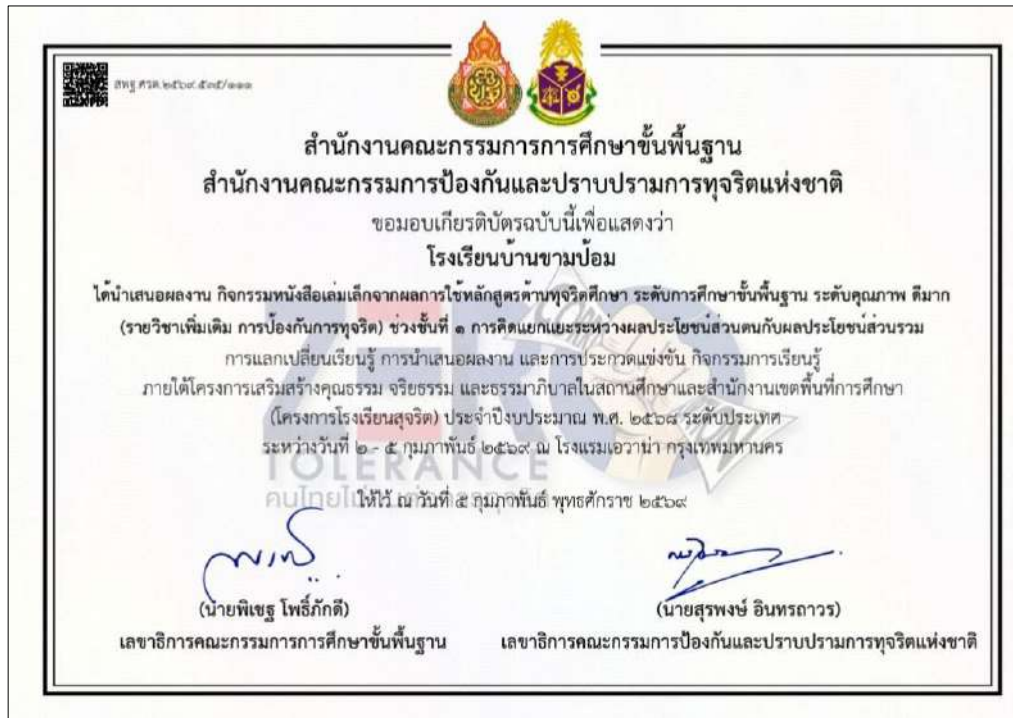 สพฐ.ศรต.๒๕๖๙.๕๓๕/๑๑๑
สำนักงานคณะกรรมการการศึกษาขั้นพื้นฐาน
สำนักงานคณะกรรมการป้องกันและปราบปรามการทุจริตแห่งชาติ
ขอมอบเกียรติบัตรฉบับนี้เพื่อแสดงว่า
โรงเรียนบ้านขามป้อม
ได้นำเสนอผลงาน กิจกรรมหนังสือเล่มเล็กจากผลการใช้หลักสูตรต้านทุจริตศึกษา ระดับการศึกษาขั้นพื้นฐาน ระดับคุณภาพ ดีมาก
(รายวิชาเพิ่มเติม การป้องกันการทุจริต) ช่วงชั้นที่ ๑ การคิดแยกแยะระหว่างผลประโยชน์ส่วนตนกับผลประโยชน์ส่วนรวม
การแลกเปลี่ยนเรียนรู้ การนำเสนอผลงาน และการประกวดแข่งขัน กิจกรรมการเรียนรู้
ภายใต้โครงการเสริมสร้างคุณธรรม จริยธรรม และธรรมาภิบาลในสถานศึกษาและสำนักงานเขตพื้นที่การศึกษา
(โครงการโรงเรียนสุจริต) ประจำปีงบประมาณ พ.ศ. ๒๕๖๘ ระดับประเทศ
ระหว่างวันที่ ๒ - ๕ กุมภาพันธ์ ๒๕๖๙ ณ โรงแรมเอวาน่า กรุงเทพมหานคร
ZERO
TOLERANCE
ให้ไว้ ณ วันที่ ๕ กุมภาพันธ์ พุทธศักราช ๒๕๖๙
(นายพิเชฐ โพธิ์ภักดี)
(นายสุรพงษ์ อินทรถาวร)
เลขาธิการคณะกรรมการการศึกษาขั้นพื้นฐาน
เลขาธิการคณะกรรมการป้องกันและปราบปรามการทุจริตแห่งชาติ